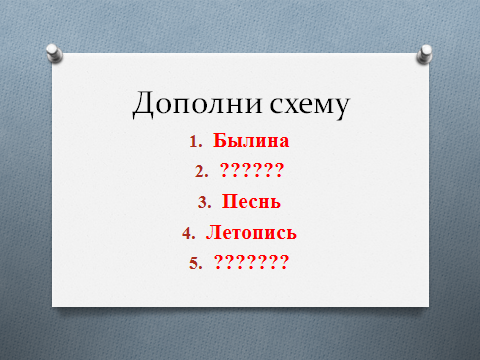 Дополни схему
1. Былина
2. ??????
3. Песнь
4. Летопись
5. ???????